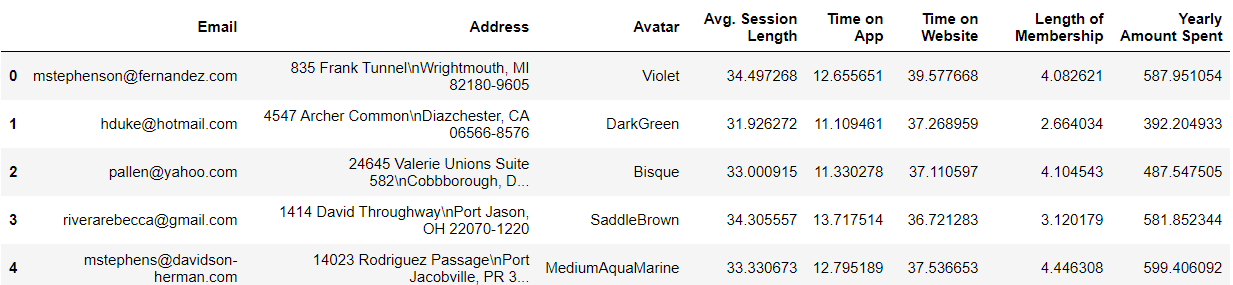 Email Address Avatar Avg. Session Length Time on App Time on Website Length of Membership Yearly Amount Spent
0 mstephenson@fernandez.com 835 Frank Tunnel\nWrightmouth, MI 82180-9605 Violet 34.497268 12.655651 39.577668 4.082621 587.951054
1 hduke@hotmail.com 4547 Archer Common\nDiazchester, CA 06566-8576 DarkGreen 31.926272 11.109461 37.268959 2.664034 392.204933
2 pallen@yahoo.com 24645 Valerie Unions Suite 582\nCobbborough, D... Bisque 33.000915 11.330278 37.110597 4.104543 487.547505
3 riverarebecca@gmail.com 1414 David Throughway\nPort Jason, OH 22070-1220 SaddleBrown 34.305557 13.717514 36.721283 3.120179 581.852344
4 mstephens@davidson-herman.com 14023 Rodriguez Passage\nPort Jacobville, PR 3... MediumAquaMarine 33.330673 12.795189 37.536653 4.446308 599.406092